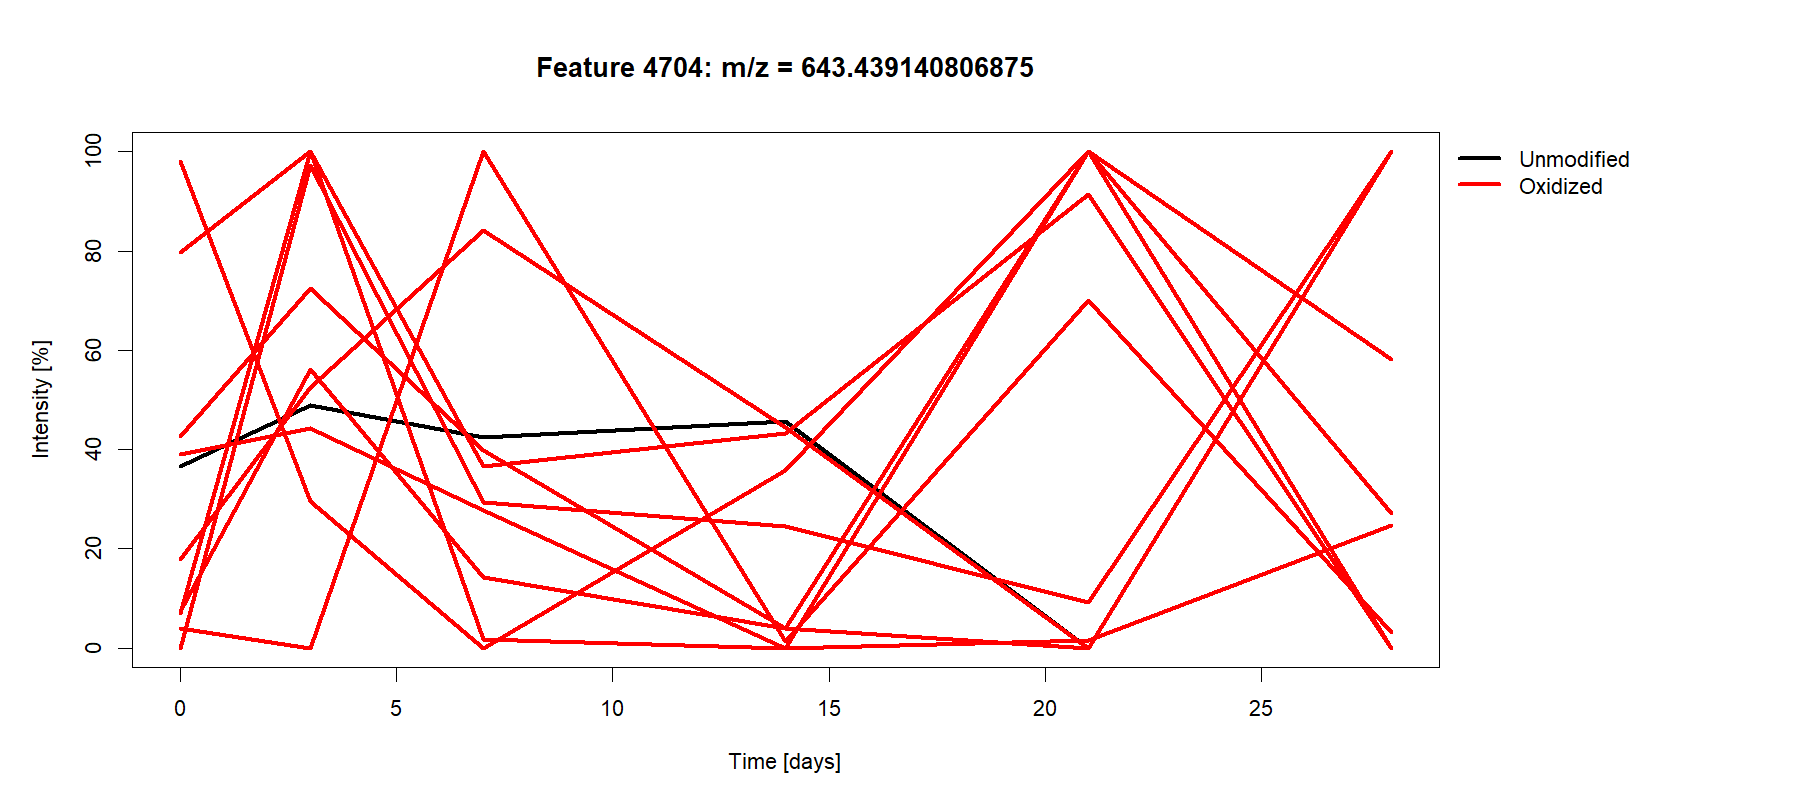 Feature 4704: m/z = 643.439140806875
Unmodified
Oxidized
Intensity [%]
100
80
60
40
20
0
0 5 10 15 20 25
Time [days]